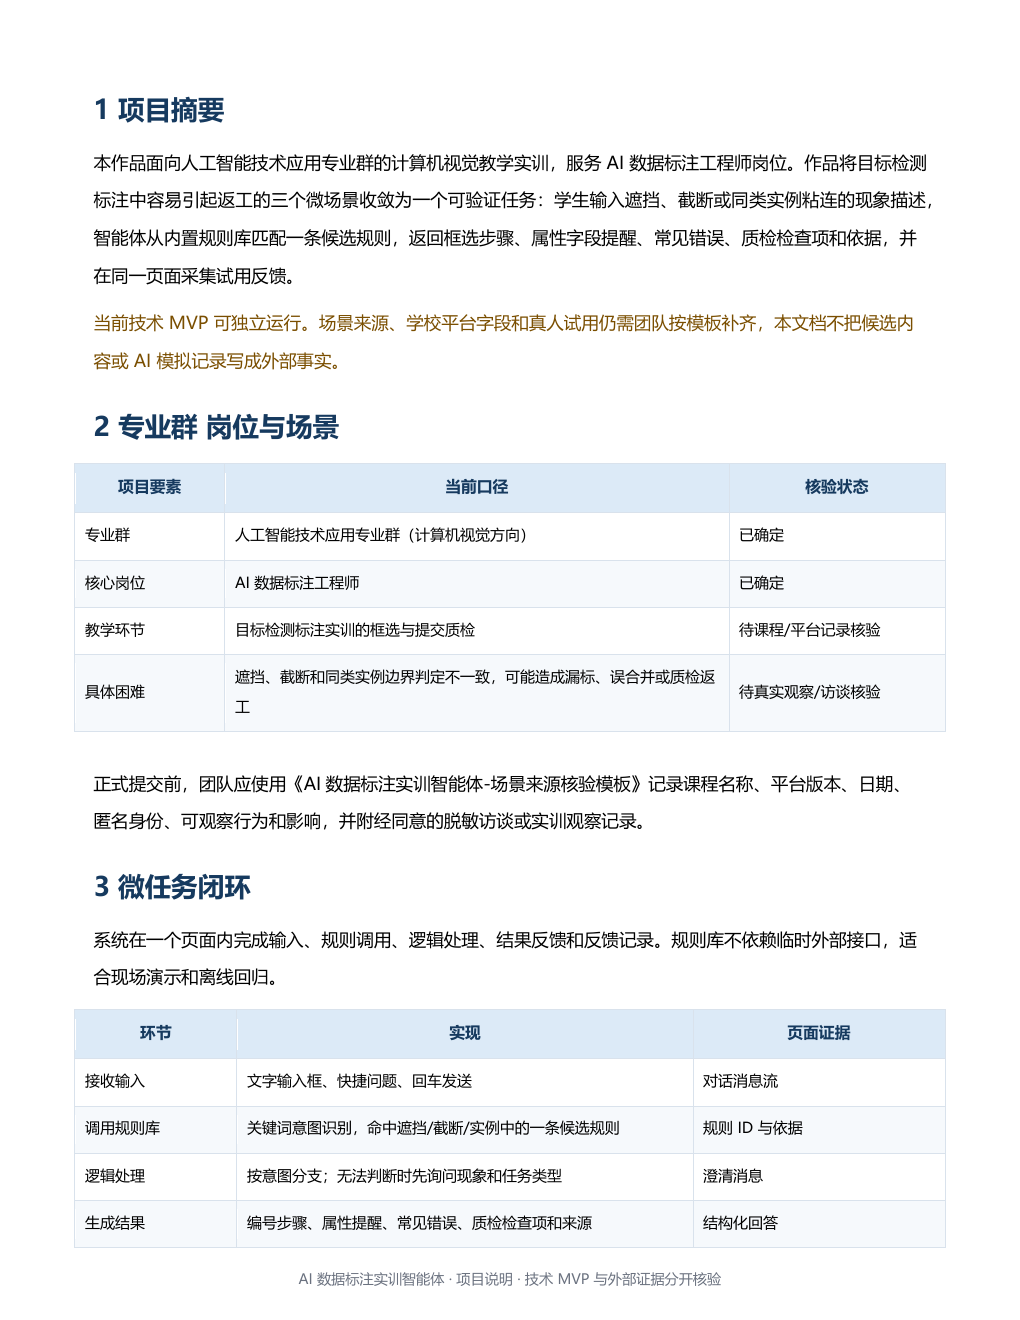 1 项目摘要
本作品面向人工智能技术应用专业群的计算机视觉教学实训，服务 AI 数据标注工程师岗位。作品将目标检测
标注中容易引起返工的三个微场景收敛为一个可验证任务：学生输入遮挡、截断或同类实例粘连的现象描述，
智能体从内置规则库匹配一条候选规则，返回框选步骤、属性字段提醒、常见错误、质检检查项和依据，并
在同一页面采集试用反馈。
当前技术 MVP 可独立运行。场景来源、学校平台字段和真人试用仍需团队按模板补齐，本文档不把候选内
容或 AI 模拟记录写成外部事实。
2 专业群 岗位与场景
项目要素 当前口径 核验状态
专业群 人工智能技术应用专业群（计算机视觉方向） 已确定
核心岗位 AI 数据标注工程师 已确定
教学环节 目标检测标注实训的框选与提交质检 待课程/平台记录核验
具体困难 遮挡、截断和同类实例边界判定不一致，可能造成漏标、误合并或质检返 待真实观察/访谈核验
工
正式提交前，团队应使用《AI 数据标注实训智能体-场景来源核验模板》记录课程名称、平台版本、日期、
匿名身份、可观察行为和影响，并附经同意的脱敏访谈或实训观察记录。
3 微任务闭环
系统在一个页面内完成输入、规则调用、逻辑处理、结果反馈和反馈记录。规则库不依赖临时外部接口，适
合现场演示和离线回归。
环节 实现 页面证据
接收输入 文字输入框、快捷问题、回车发送 对话消息流
调用规则库 关键词意图识别，命中遮挡/截断/实例中的一条候选规则 规则 ID 与依据
逻辑处理 按意图分支；无法判断时先询问现象和任务类型 澄清消息
生成结果 编号步骤、属性提醒、常见错误、质检检查项和来源 结构化回答
AI 数据标注实训智能体 · 项目说明 · 技术 MVP 与外部证据分开核验